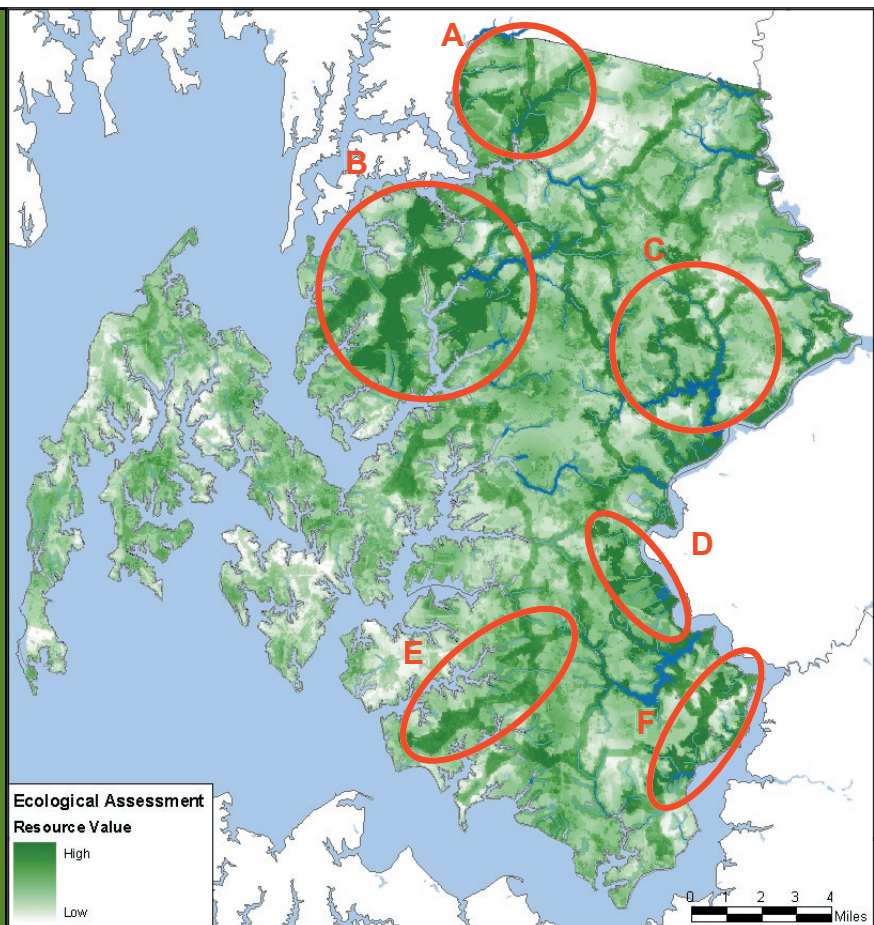 A
B
C
D
E
F
Ecological Assessment
Resource Value
High
Low
0 1 2 3 4
Miles